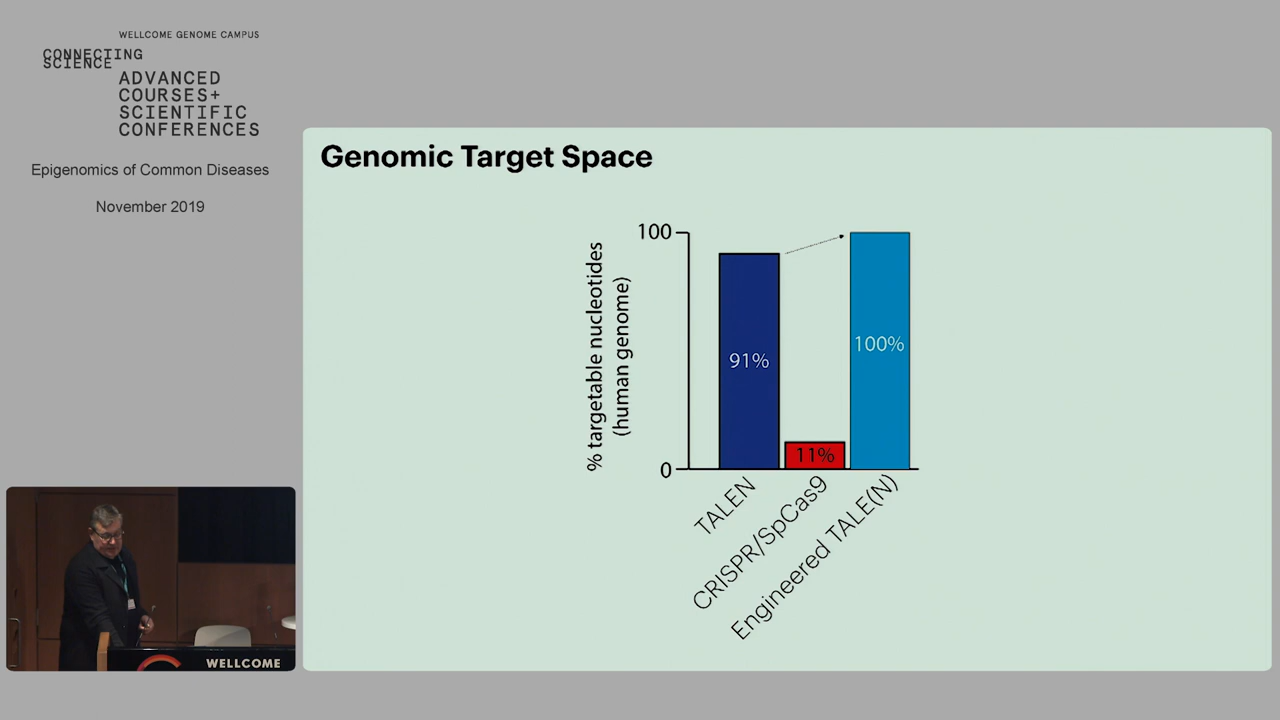 WELLCOME GENOME CAMPUS
CONNECTING
SCIENCE
ADVANCED
COURSES+
SCIENTIFIC
CONFERENCES
Epigenomics of Common Diseases
November 2019
Genomic Target Space
% targetable nucleotides
(human genome)
100
0
91%
11%
100%
TALEN
CRISPR/SpCas9
Engineered TALE(N)
WELLCOME